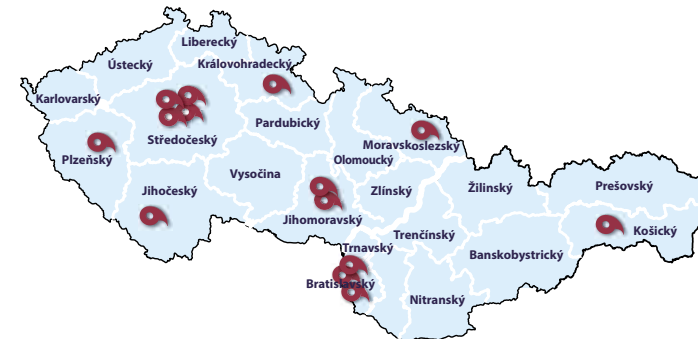 Liberecký
Ústecký
Královohradecký
Karlovarský
Pardubický
Středočeský
Moravskoslezský
Plzeňský
Olomoucký
Vysočina
Jihočeský
Zlínský
Žilinský
Prešovský
Jihomoravský
Košický
Trenčínský
Trnavský
Banskobystrický
Bratislavský
Nitranský